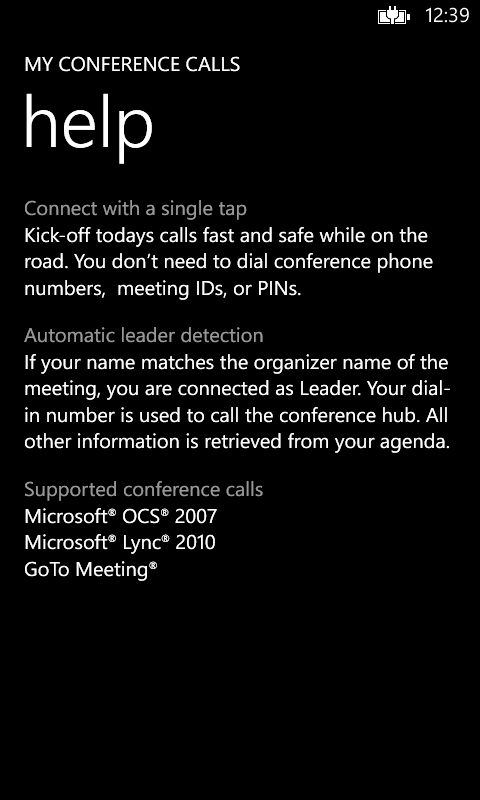 12:39
MY CONFERENCE CALLS
help
Connect with a single tap
Kick-off todays calls fast and safe while on the
road. You don’t need to dial conference phone
numbers,  meeting IDs, or PINs.
Automatic leader detection
If your name matches the organizer name of the
meeting, you are connected as Leader. Your dial-
in number is used to call the conference hub. All
other information is retrieved from your agenda.
Supported conference calls
Microsoft® OCS® 2007
Microsoft® Lync® 2010
GoTo Meeting®